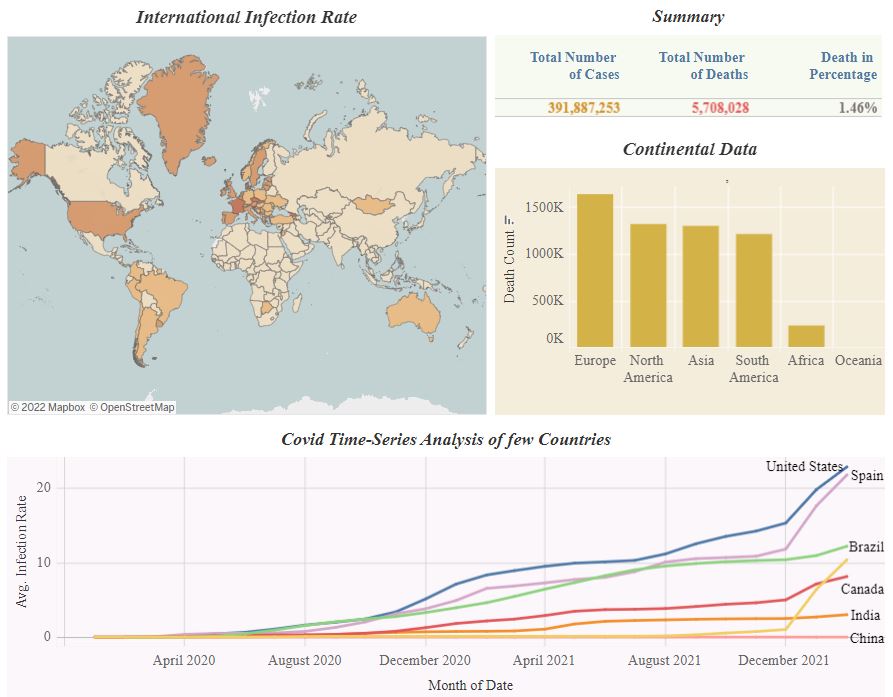 International Infection Rate
© 2022 Mapbox © OpenStreetMap
Summary
Total Number
of Cases
Total Number
of Deaths
Death in
Percentage
391,887,253
5,708,028
1.46%
Continental Data
Death Count
1500K
1000K
500K
0K
Europe
North
America
Asia
South
America
Africa
Oceania
Covid Time-Series Analysis of few Countries
Avg. Infection Rate
20
10
0
United States
Spain
Brazil
Canada
India
China
April 2020
August 2020
December 2020
April 2021
August 2021
December 2021
Month of Date